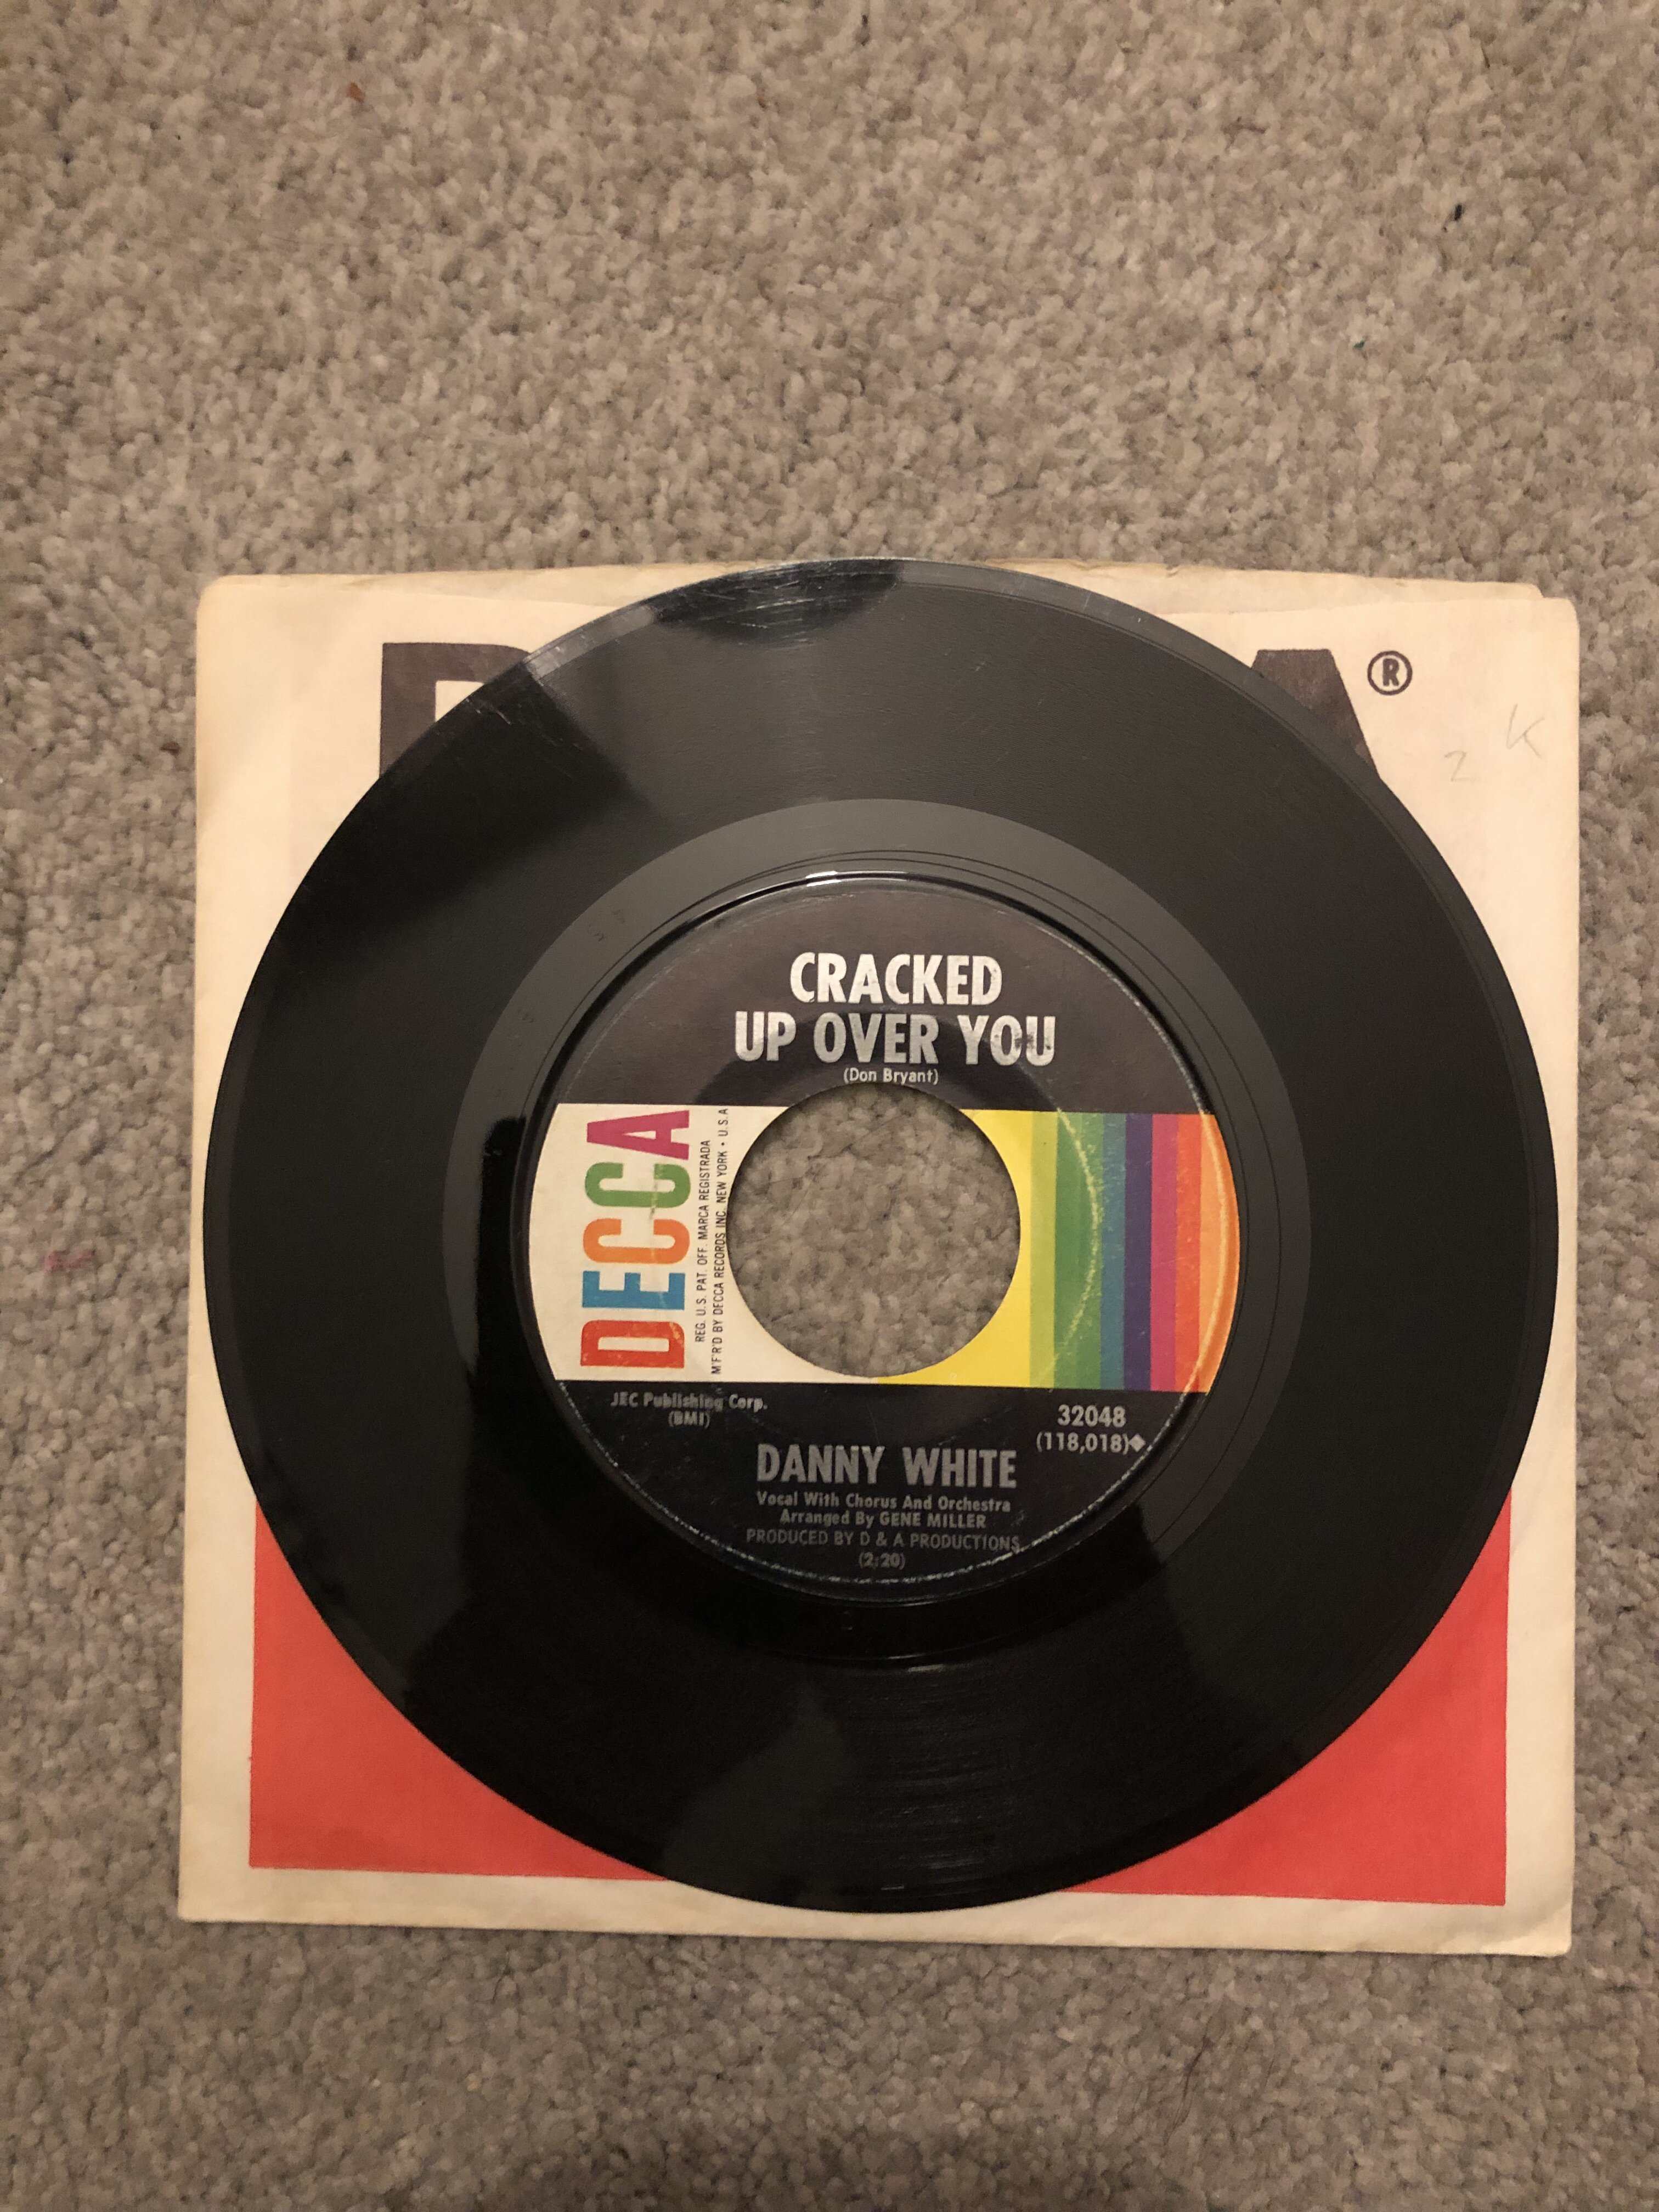 ®
K
2
CRACKED
UP OVER YOU
(Don Bryant)
DECCA
REG. U.S. PAT. OFF. MARCA REGISTRADA
M'F'R'D BY DECCA RECORDS INC. NEW YORK • U.S.A
JEC Publishing Corp.
(BMI)
32048
(118,018)◆
DANNY WHITE
Vocal With Chorus And Orchestra
Arranged By GENE MILLER
PRODUCED BY D & A PRODUCTIONS
(2:20)